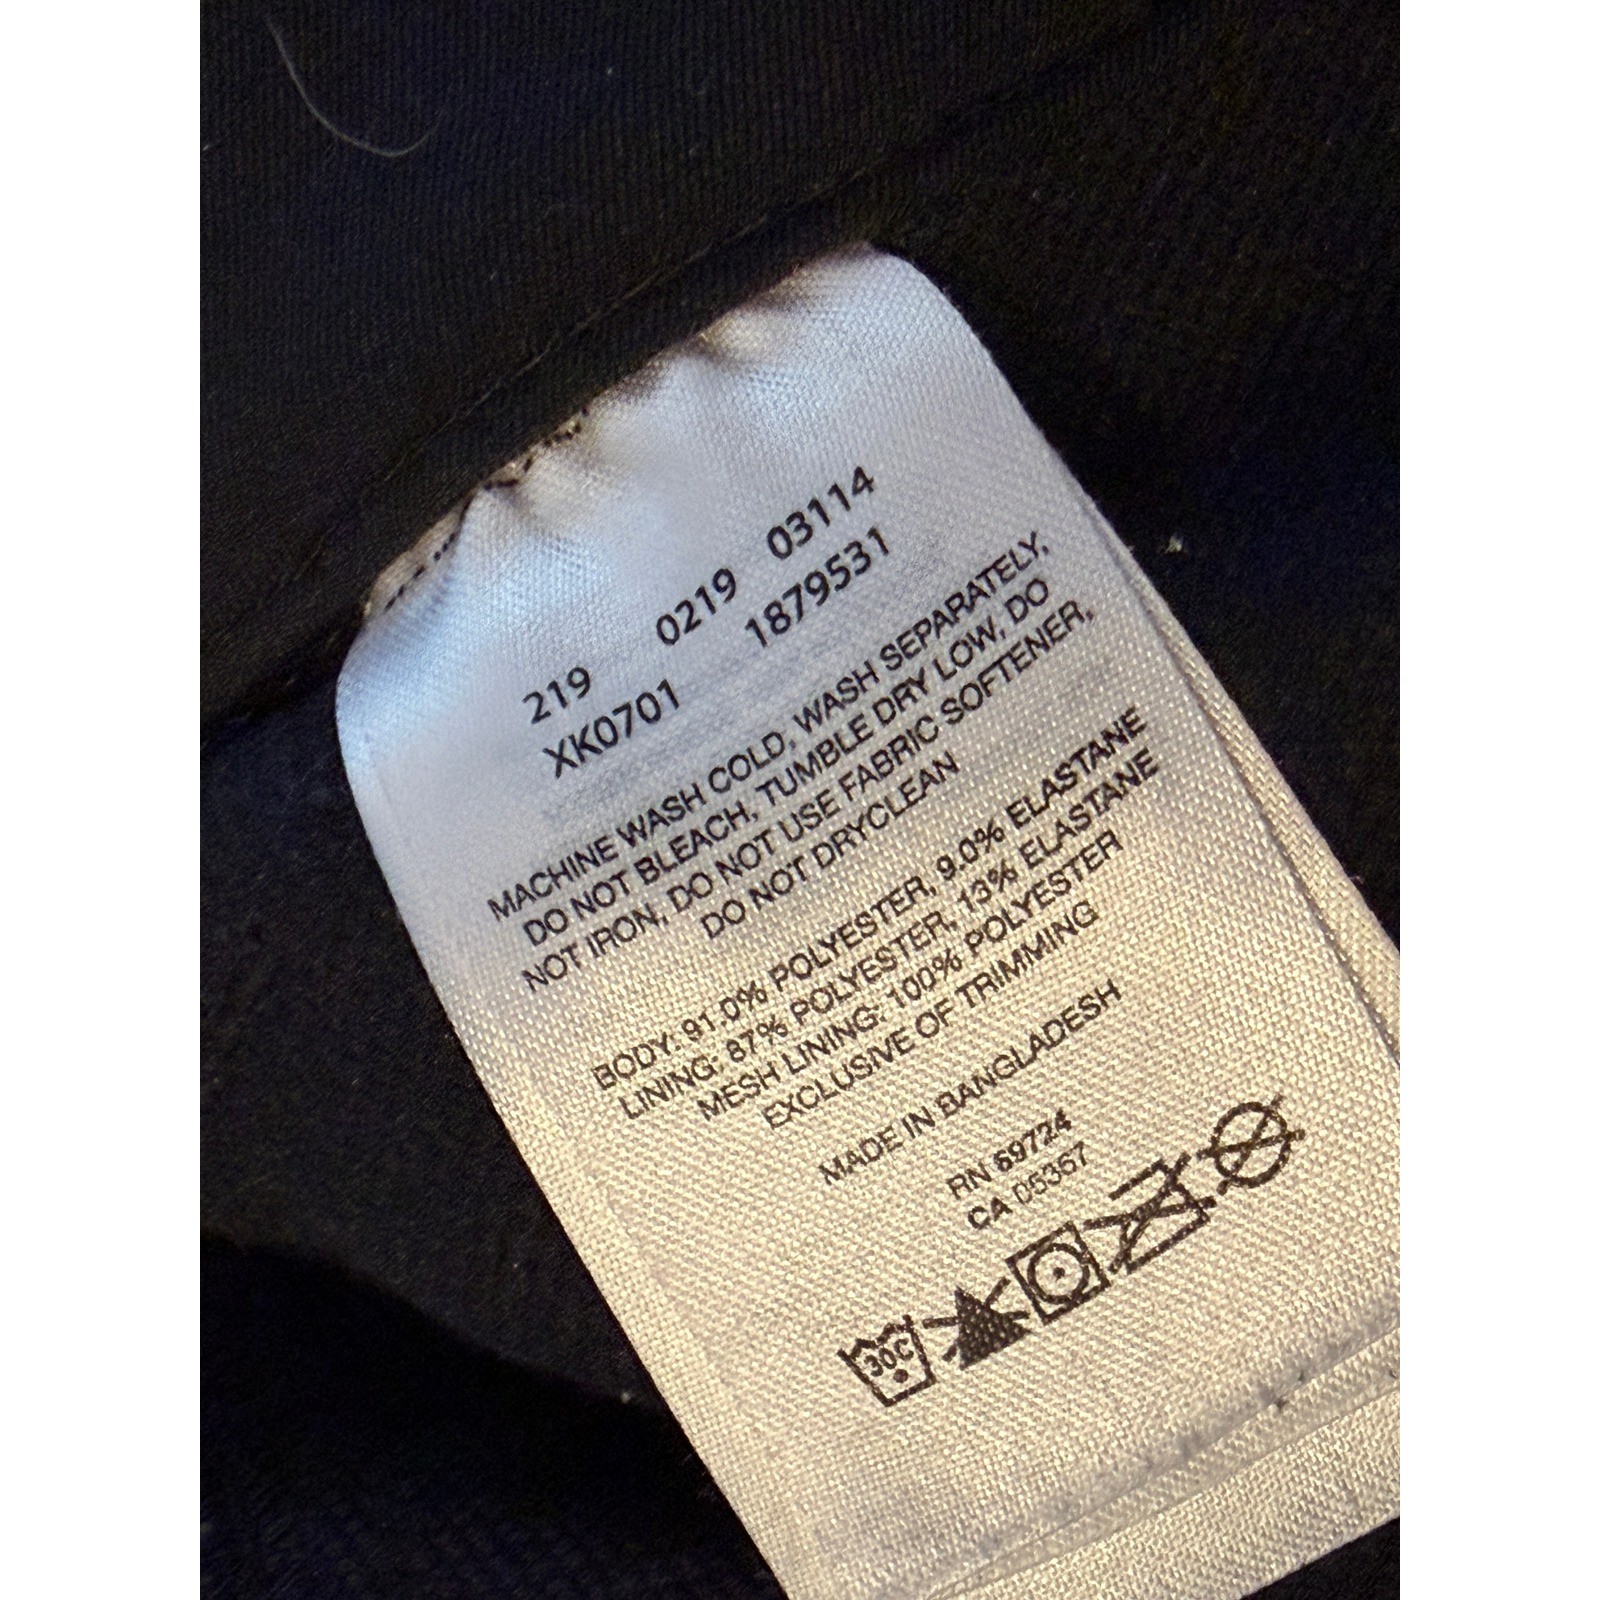 219 0219 03114
XK0701 1879531
MACHINE WASH COLD, WASH SEPARATELY,
DO NOT BLEACH, TUMBLE DRY LOW, DO
NOT IRON, DO NOT USE FABRIC SOFTENER,
DO NOT DRYCLEAN
BODY: 91.0% POLYESTER, 9.0% ELASTANE
LINING: 87% POLYESTER, 13% ELASTANE
MESH LINING: 100% POLYESTER
EXCLUSIVE OF TRIMMING
MADE IN BANGLADESH
RN 69724
CA 05367
30C